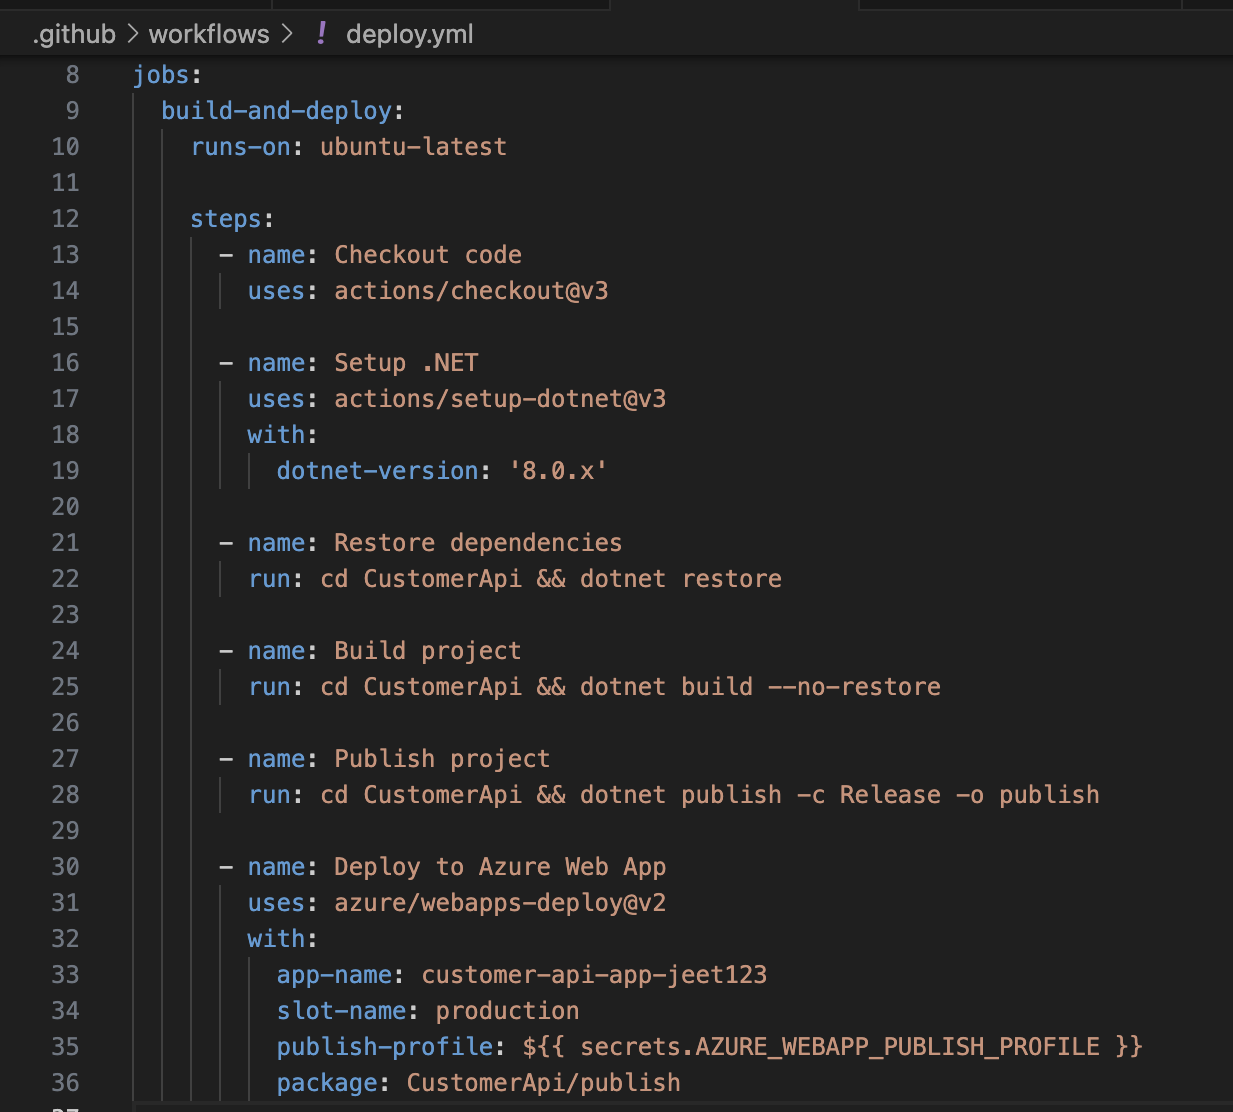 .github > workflows > ! deploy.yml
8 jobs:
9 build-and-deploy:
10 runs-on: ubuntu-latest
11
12 steps:
13 - name: Checkout code
14 uses: actions/checkout@v3
15
16 - name: Setup .NET
17 uses: actions/setup-dotnet@v3
18 with:
19 dotnet-version: '8.0.x'
20
21 - name: Restore dependencies
22 run: cd CustomerApi && dotnet restore
23
24 - name: Build project
25 run: cd CustomerApi && dotnet build --no-restore
26
27 - name: Publish project
28 run: cd CustomerApi && dotnet publish -c Release -o publish
29
30 - name: Deploy to Azure Web App
31 uses: azure/webapps-deploy@v2
32 with:
33 app-name: customer-api-app-jeet123
34 slot-name: production
35 publish-profile: ${{ secrets.AZURE_WEBAPP_PUBLISH_PROFILE }}
36 package: CustomerApi/publish